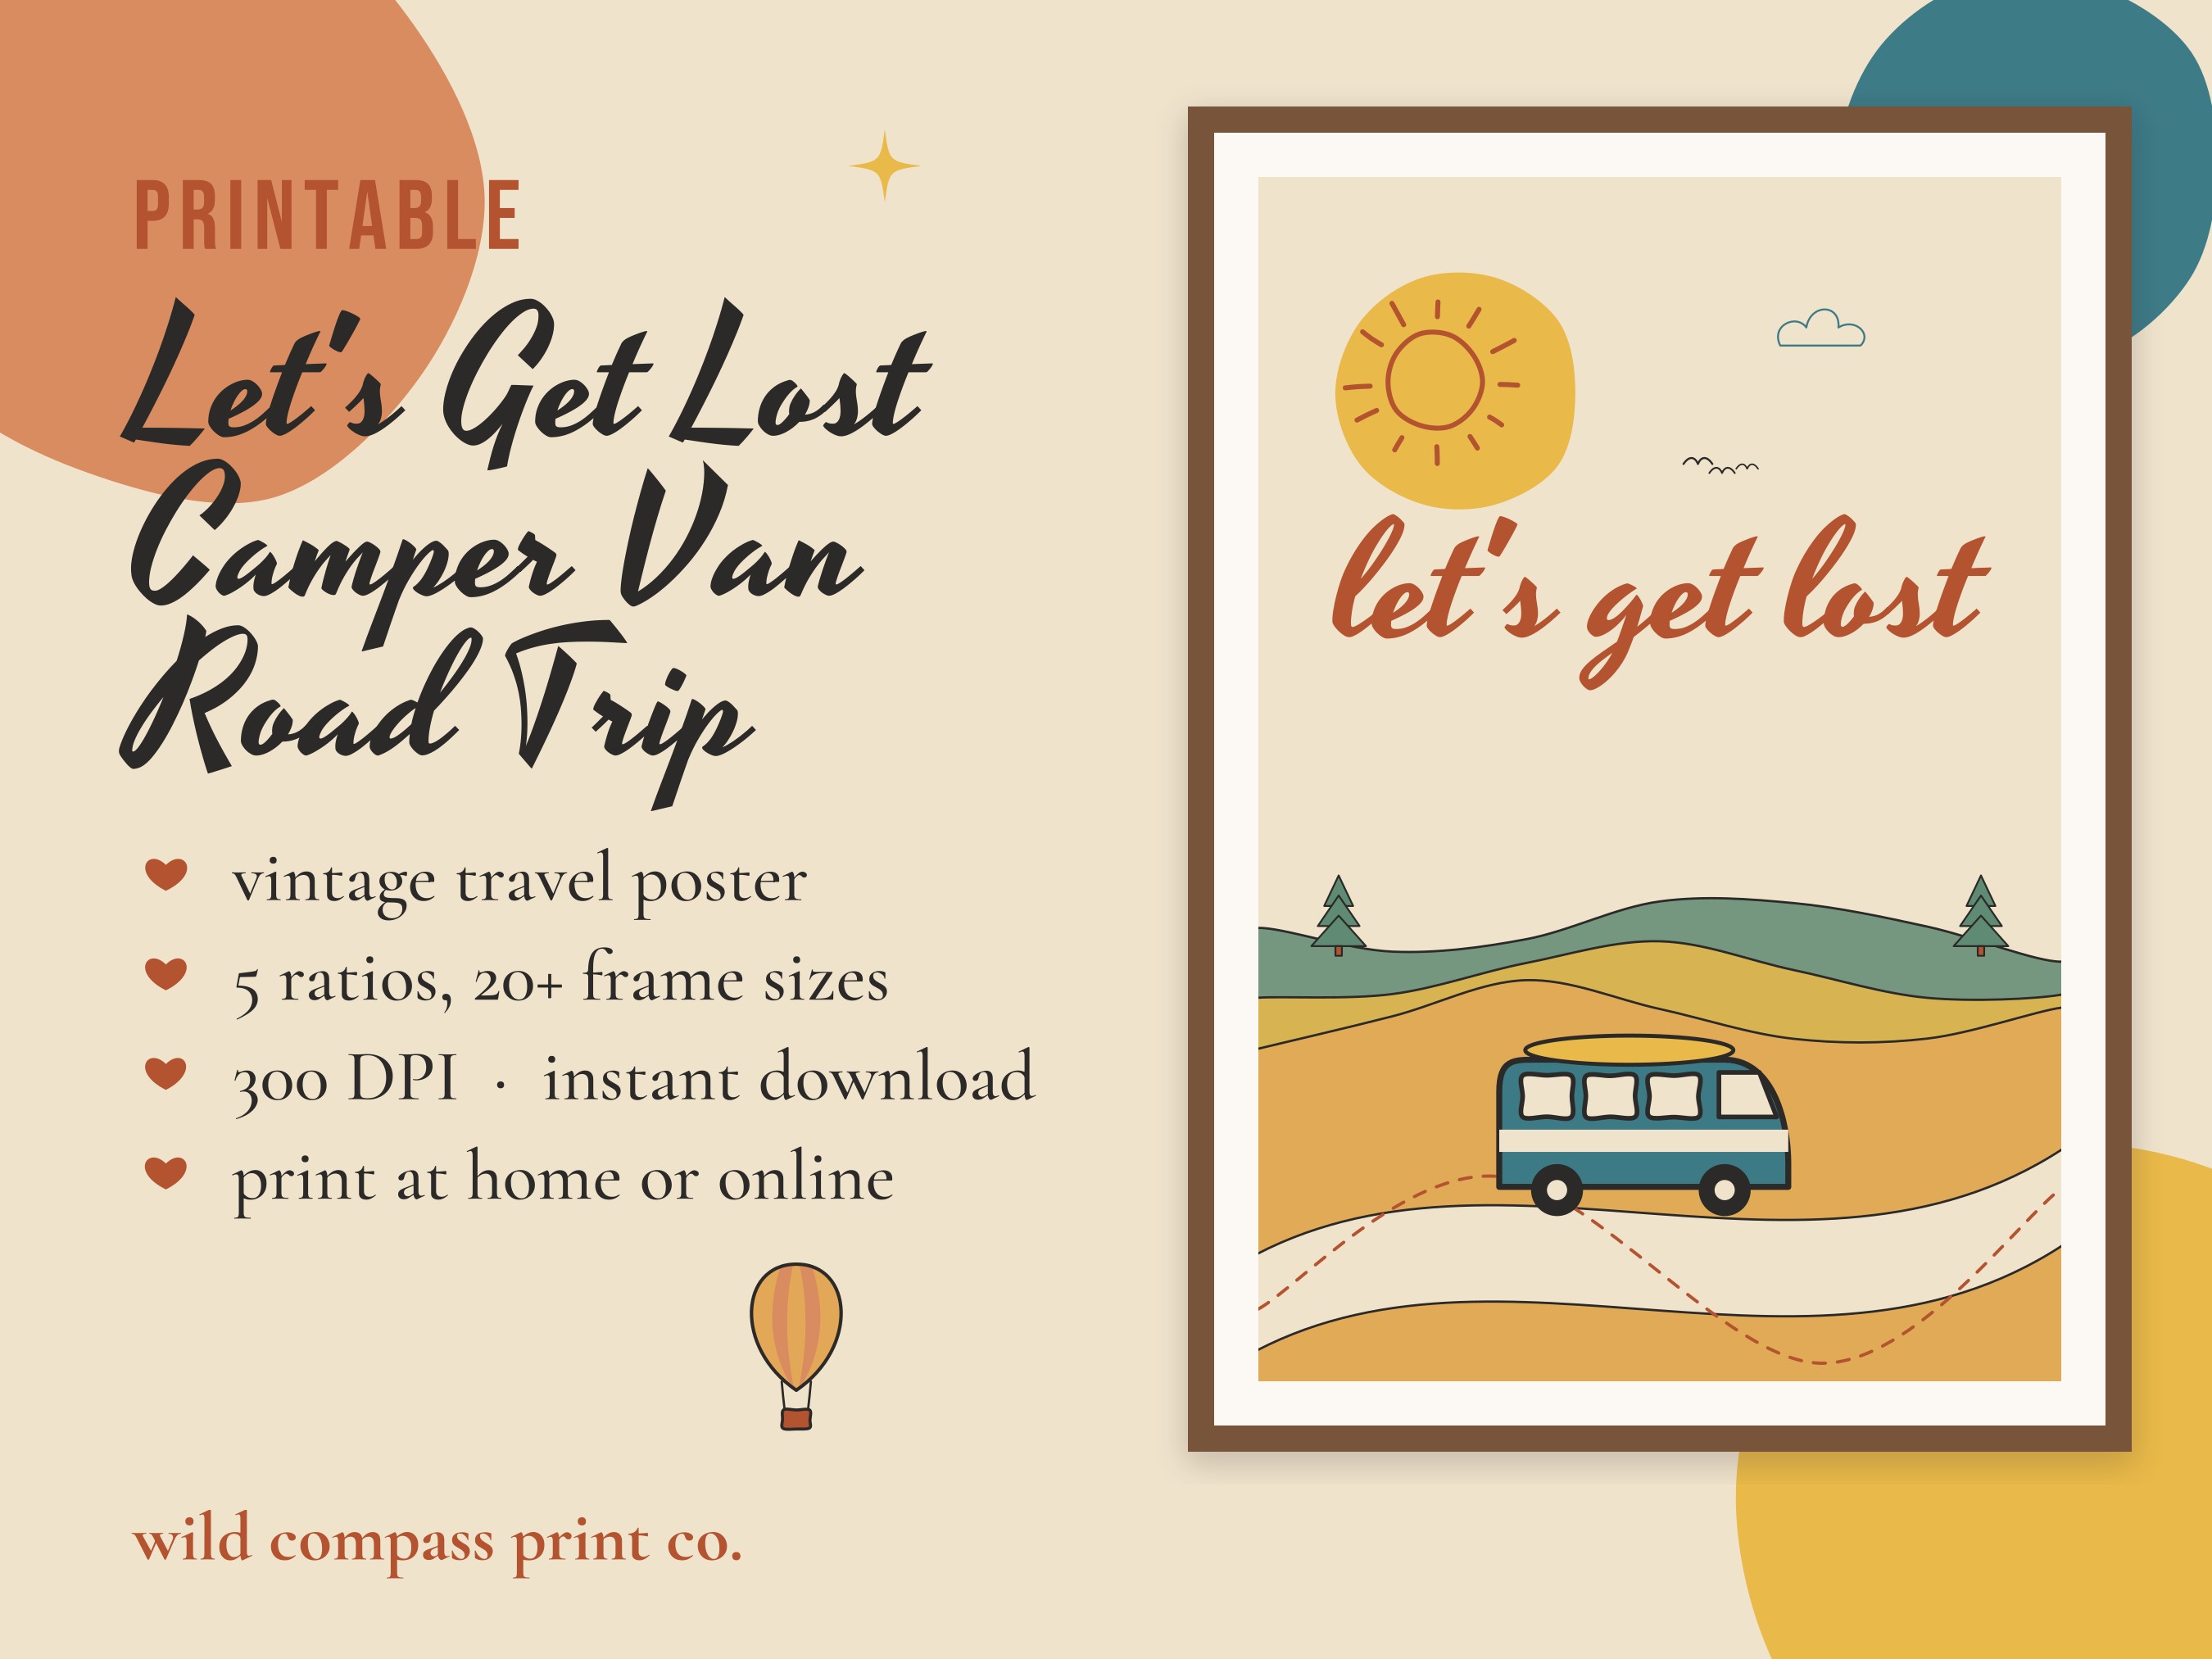 PRINTABLE
Let's Get Lost
Camper Van
Road Trip
vintage travel poster
5 ratios, 20+ frame sizes
300 DPI · instant download
print at home or online
wild compass print co.
let's get lost